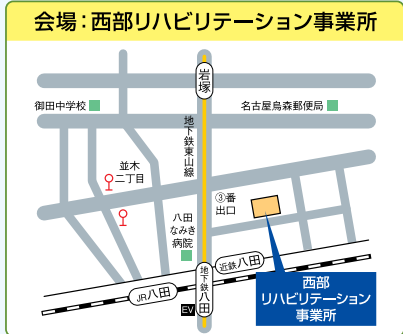 会場：西部リハビリテーション事業所
岩塚
御田中学校
名古屋烏森郵便局
地下鉄東山線
並木
二丁目
③番
出口
八田
なみき
病院
近鉄八田
地下鉄八田
JR八田
EV
西部
リハビリテーション
事業所